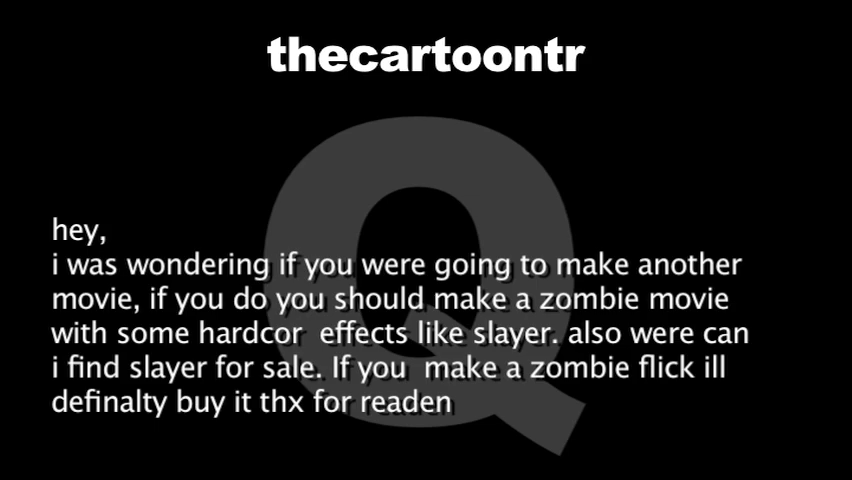 thecartoontr
Q
hey,
i was wondering if you were going to make another
movie, if you do you should make a zombie movie
with some hardcor  effects like slayer. also were can
i find slayer for sale. If you  make a zombie flick ill
definalty buy it thx for readen